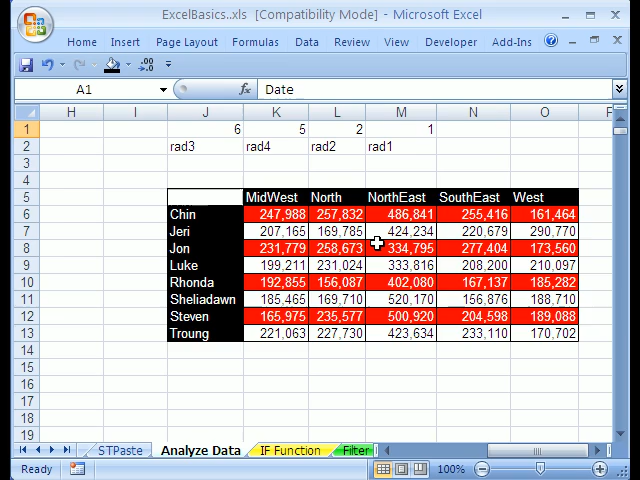 ExcelBasics..xls [Compatibility Mode] - Microsoft Excel
Home Insert Page Layout Formulas Data Review View Developer Add-Ins
A1 fx Date
H I J K L M N O P
1 6 5 2 1
2 rad3 rad4 rad2 rad1
3
4
5 MidWest North NorthEast SouthEast West
6 Chin 247,988 257,832 486,841 255,416 161,464
7 Jeri 207,165 169,785 424,234 220,679 290,770
8 Jon 231,779 258,673 334,795 277,404 173,560
9 Luke 199,211 231,024 333,816 208,200 210,097
10 Rhonda 192,855 156,087 402,080 167,137 185,282
11 Sheliadawn 185,465 169,710 520,170 156,876 188,710
12 Steven 165,975 235,577 500,920 204,598 189,088
13 Troung 221,063 227,730 423,634 233,110 170,702
14
15
16
17
18
19
STPaste Analyze Data IF Function Filter
Ready 100%